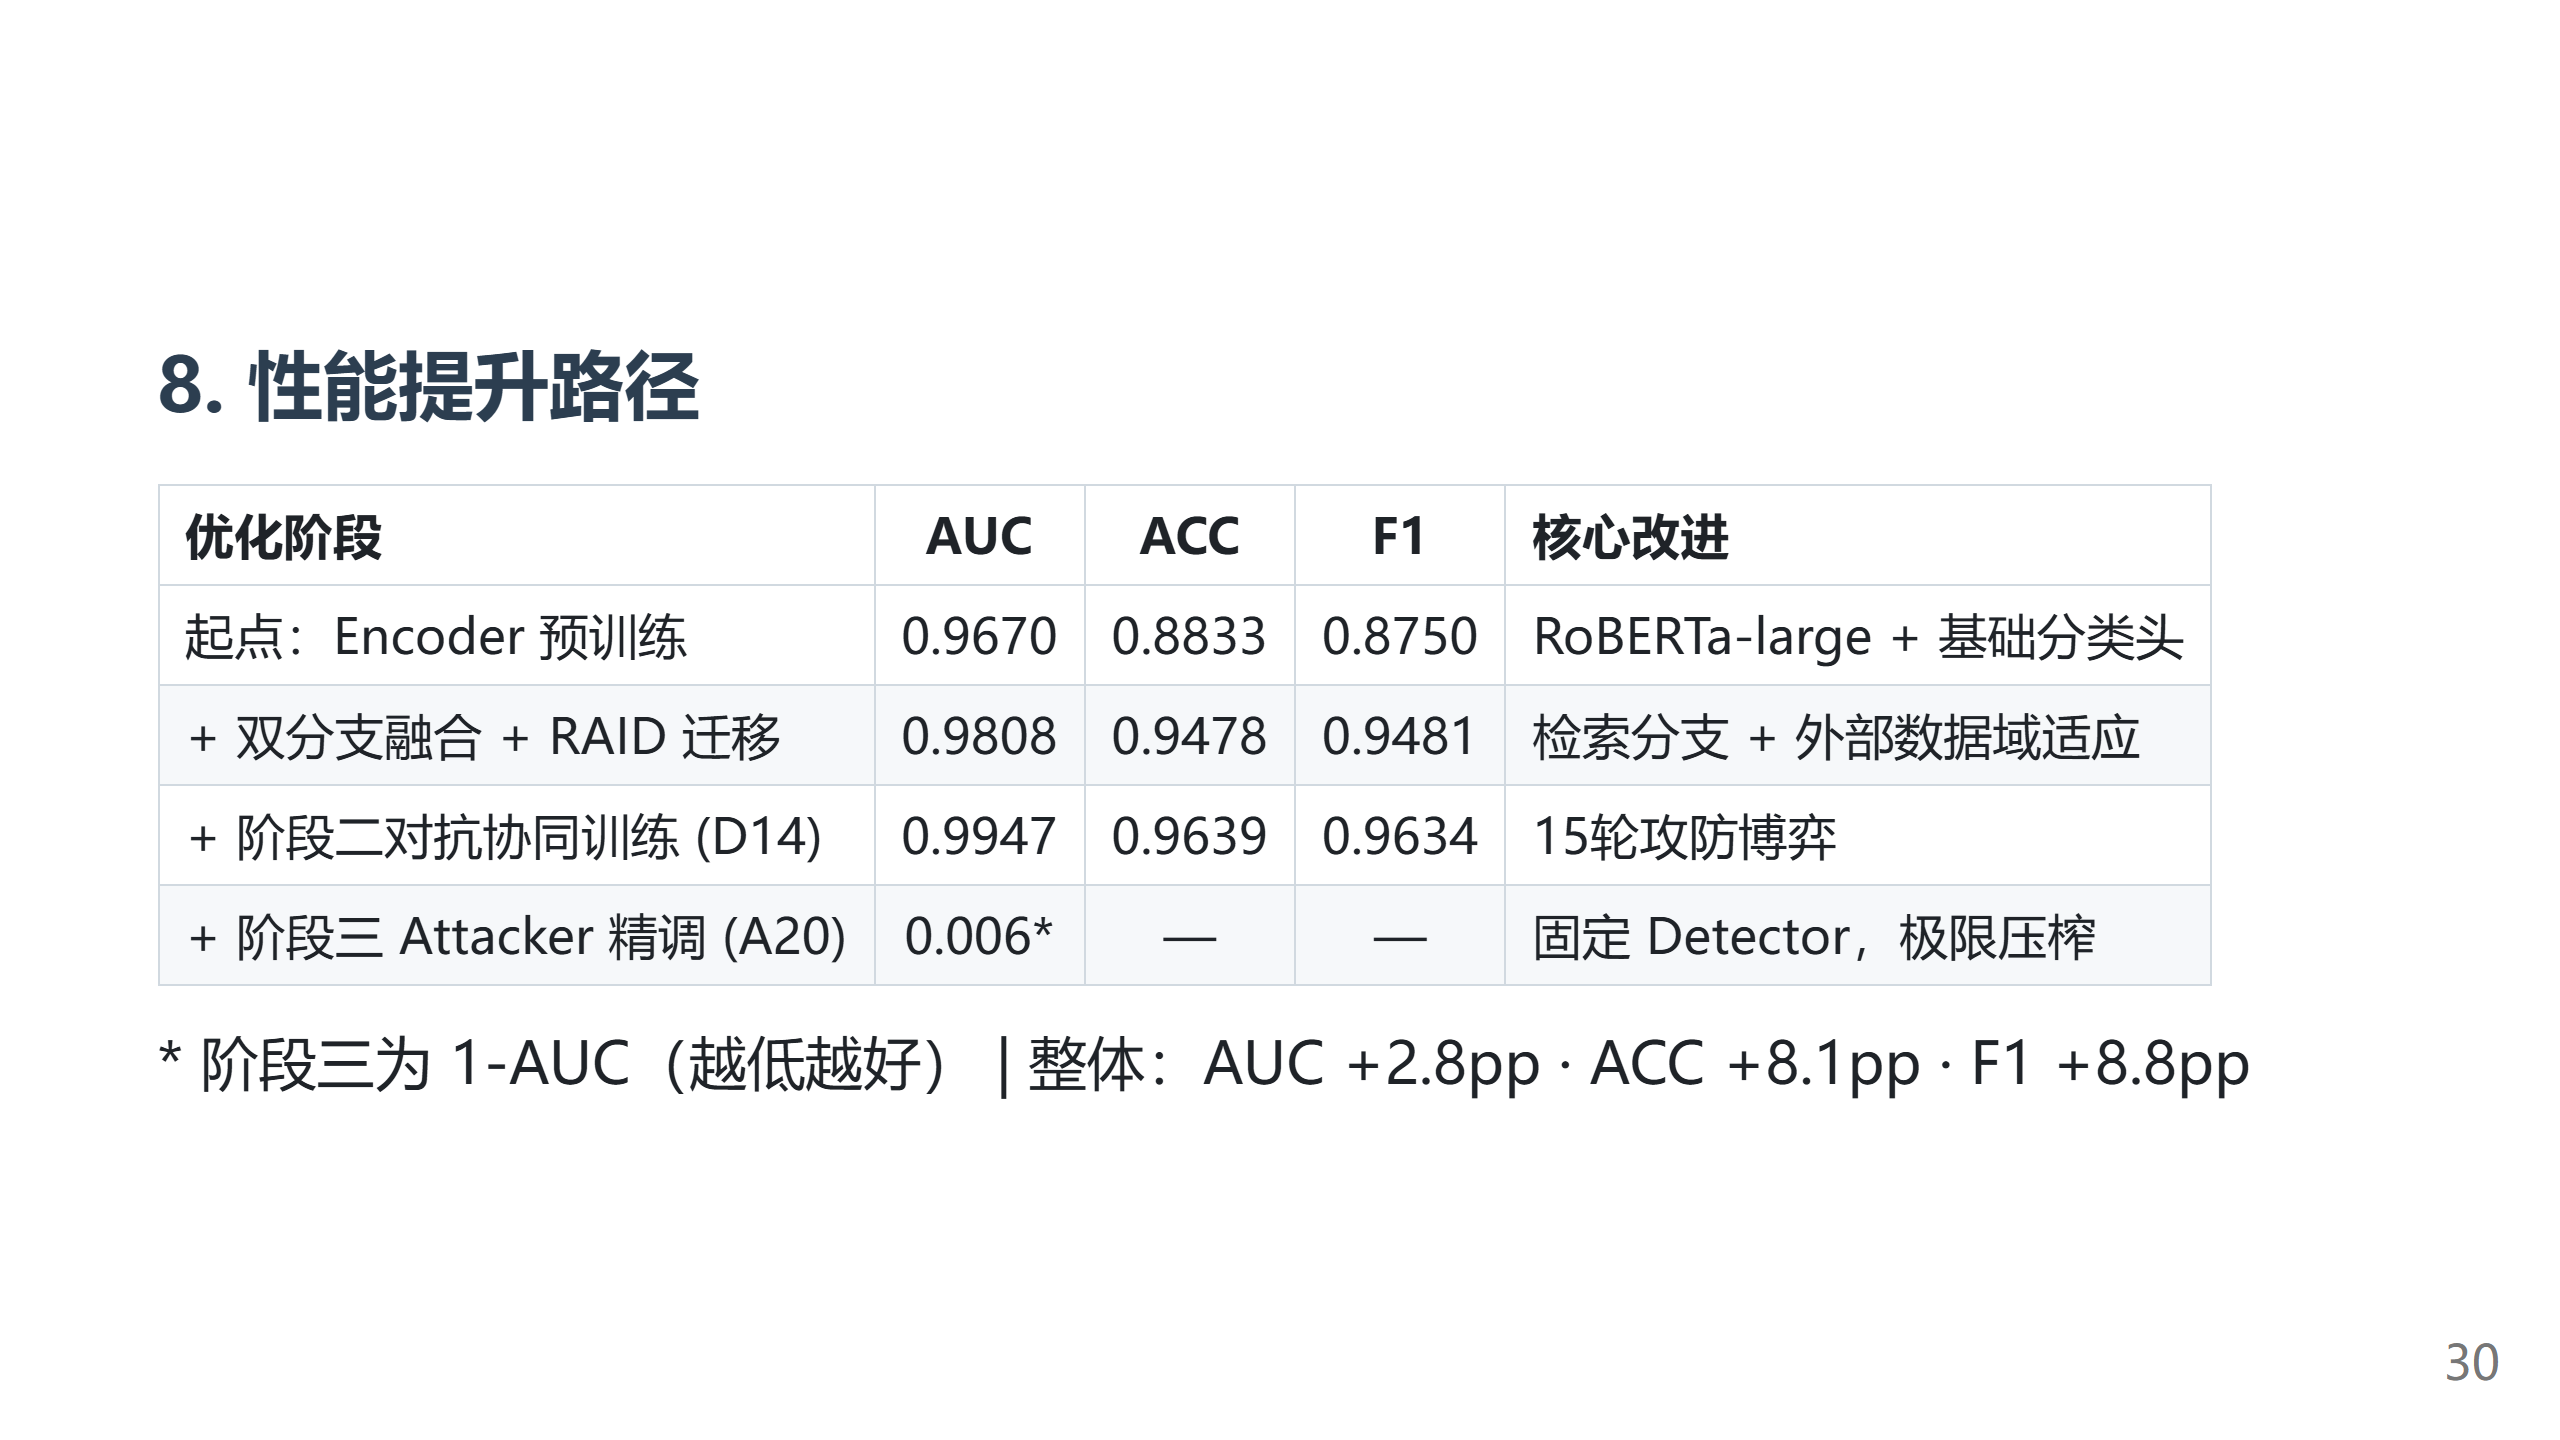 8. 性能提升路径
优化阶段 AUC ACC F1 核心改进
起点：Encoder 预训练 0.9670 0.8833 0.8750 RoBERTa-large + 基础分类头
+ 双分支融合 + RAID 迁移 0.9808 0.9478 0.9481 检索分支 + 外部数据域适应
+ 阶段二对抗协同训练 (D14) 0.9947 0.9639 0.9634 15轮攻防博弈
+ 阶段三 Attacker 精调 (A20) 0.006* — — 固定 Detector，极限压榨
* 阶段三为 1-AUC（越低越好） | 整体：AUC +2.8pp · ACC +8.1pp · F1 +8.8pp
30